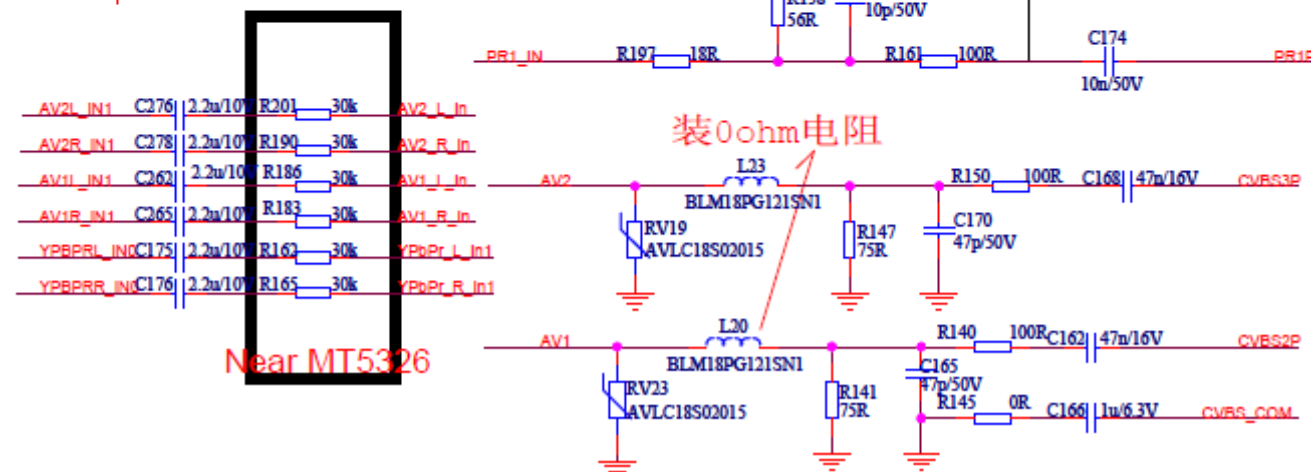 R198
10p/50V
56R
PR1_IN
R197
18R
R161
100R
C174
10n/50V
AV2L_IN1 C276 2.2u/10V R201 30k AV2_L_In
AV2R_IN1 C278 2.2u/10V R190 30k AV2_R_In
AV1L_IN1 C262 2.2u/10V R186 30k AV1_L_In
AV1R_IN1 C265 2.2u/10V R183 30k AV1_R_In
C175 2.2u/10V R162 30k YPbPr_L_In1
C176 2.2u/10V R165 30k YPbPr_R_In1
Near MT5326
装0ohm电阻
AV2
L23
BLM18PG121SN1
R150 100R C168 47n/16V CVBS3P
RV19
AVLC18S02015
R147
75R
C170
47p/50V
AV1
L20
BLM18PG121SN1
R140 100R C162 47n/16V CVBS2P
RV23
AVLC18S02015
R141
75R
C165
47p/50V
R145 0R C166 1u/6.3V CVBS_COM